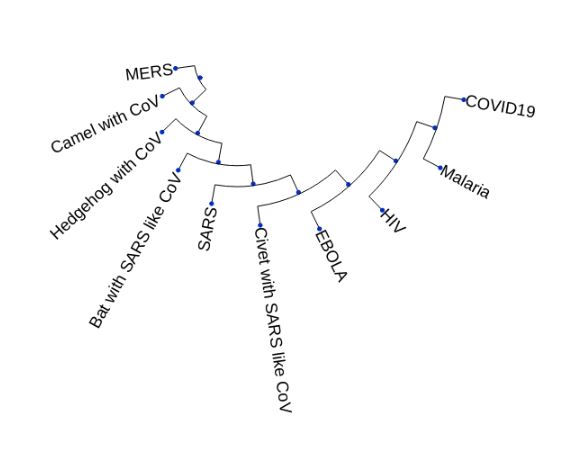 MERS
Camel with CoV
Hedgehog with CoV
Bat with SARS like CoV
SARS
Civet with SARS like CoV
EBOLA
HIV
Malaria
COVID19